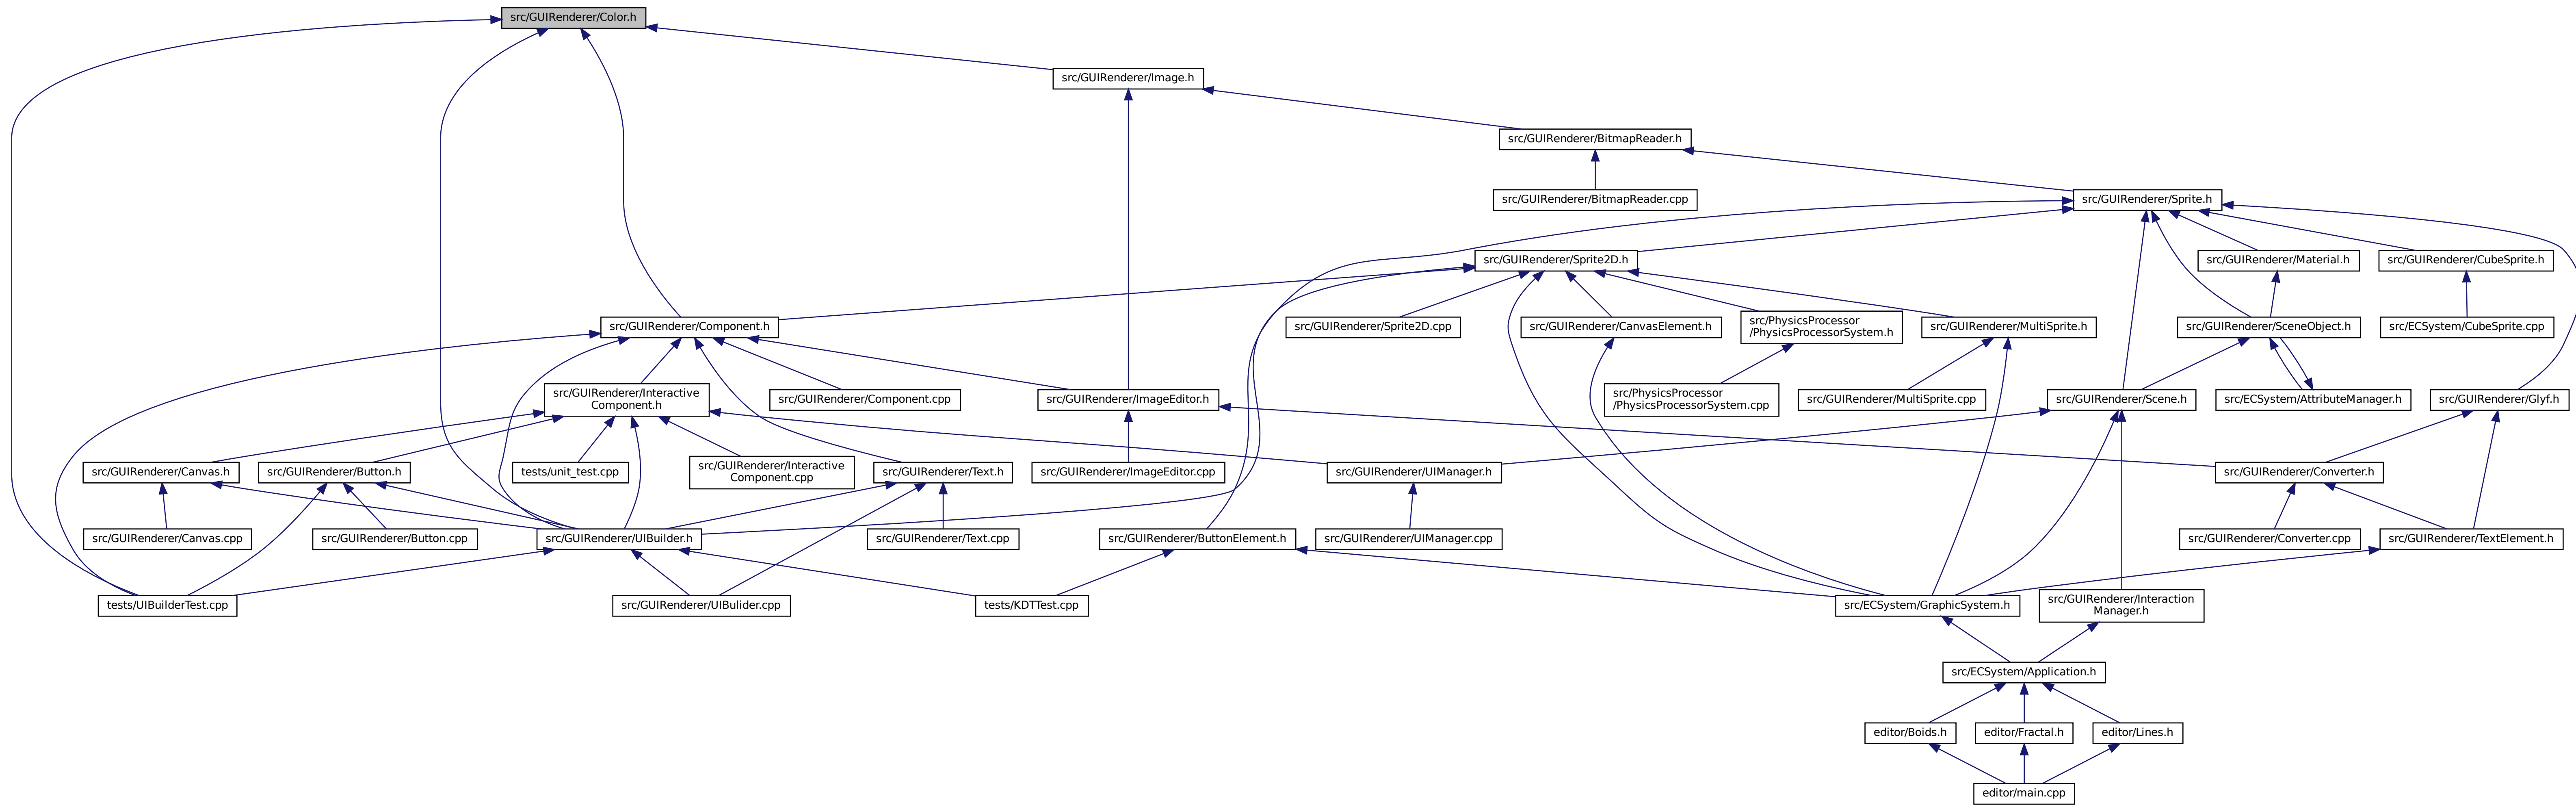 src/GUIRenderer/Color.h
src/GUIRenderer/Image.h
src/GUIRenderer/BitmapReader.h
src/GUIRenderer/BitmapReader.cpp
src/GUIRenderer/Sprite.h
src/GUIRenderer/Sprite2D.h
src/GUIRenderer/Material.h
src/GUIRenderer/CubeSprite.h
src/GUIRenderer/Component.h
src/GUIRenderer/Sprite2D.cpp
src/GUIRenderer/CanvasElement.h
src/PhysicsProcessor
/PhysicsProcessorSystem.h
src/GUIRenderer/MultiSprite.h
src/GUIRenderer/SceneObject.h
src/ECSystem/CubeSprite.cpp
src/GUIRenderer/Interactive
Component.h
src/GUIRenderer/Component.cpp
src/GUIRenderer/ImageEditor.h
src/PhysicsProcessor
/PhysicsProcessorSystem.cpp
src/GUIRenderer/MultiSprite.cpp
src/GUIRenderer/Scene.h
src/ECSystem/AttributeManager.h
src/GUIRenderer/Glyf.h
src/GUIRenderer/Canvas.h
src/GUIRenderer/Button.h
tests/unit_test.cpp
src/GUIRenderer/Interactive
Component.cpp
src/GUIRenderer/Text.h
src/GUIRenderer/ImageEditor.cpp
src/GUIRenderer/UIManager.h
src/GUIRenderer/Converter.h
src/GUIRenderer/Canvas.cpp
src/GUIRenderer/Button.cpp
src/GUIRenderer/UIBuilder.h
src/GUIRenderer/Text.cpp
src/GUIRenderer/ButtonElement.h
src/GUIRenderer/UIManager.cpp
src/GUIRenderer/Converter.cpp
src/GUIRenderer/TextElement.h
tests/UIBuilderTest.cpp
src/GUIRenderer/UIBulider.cpp
tests/KDTTest.cpp
src/ECSystem/GraphicSystem.h
src/GUIRenderer/Interaction
Manager.h
src/ECSystem/Application.h
editor/Boids.h
editor/Fractal.h
editor/Lines.h
editor/main.cpp